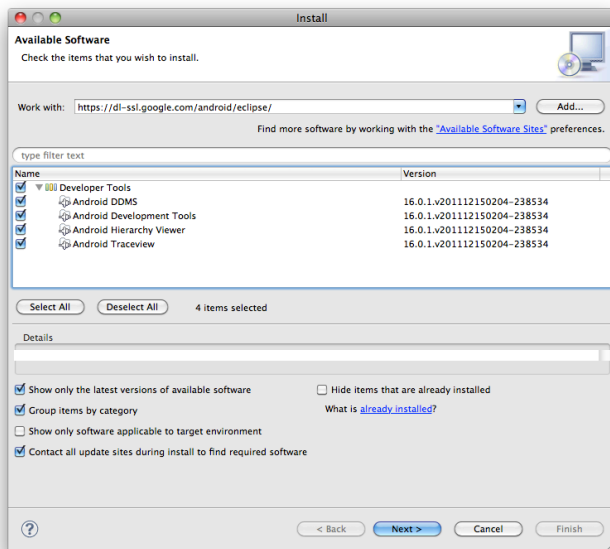 Install
Available Software
Check the items that you wish to install.
Work with: https://dl-ssl.google.com/android/eclipse/ Add...
Find more software by working with the "Available Software Sites" preferences.
type filter text
Name Version
Developer Tools
Android DDMS 16.0.1.v201112150204-238534
Android Development Tools 16.0.1.v201112150204-238534
Android Hierarchy Viewer 16.0.1.v201112150204-238534
Android Traceview 16.0.1.v201112150204-238534
Select All Deselect All 4 items selected
Details
Show only the latest versions of available software Hide items that are already installed
Group items by category What is already installed?
Show only software applicable to target environment
Contact all update sites during install to find required software
? < Back Next > Cancel Finish